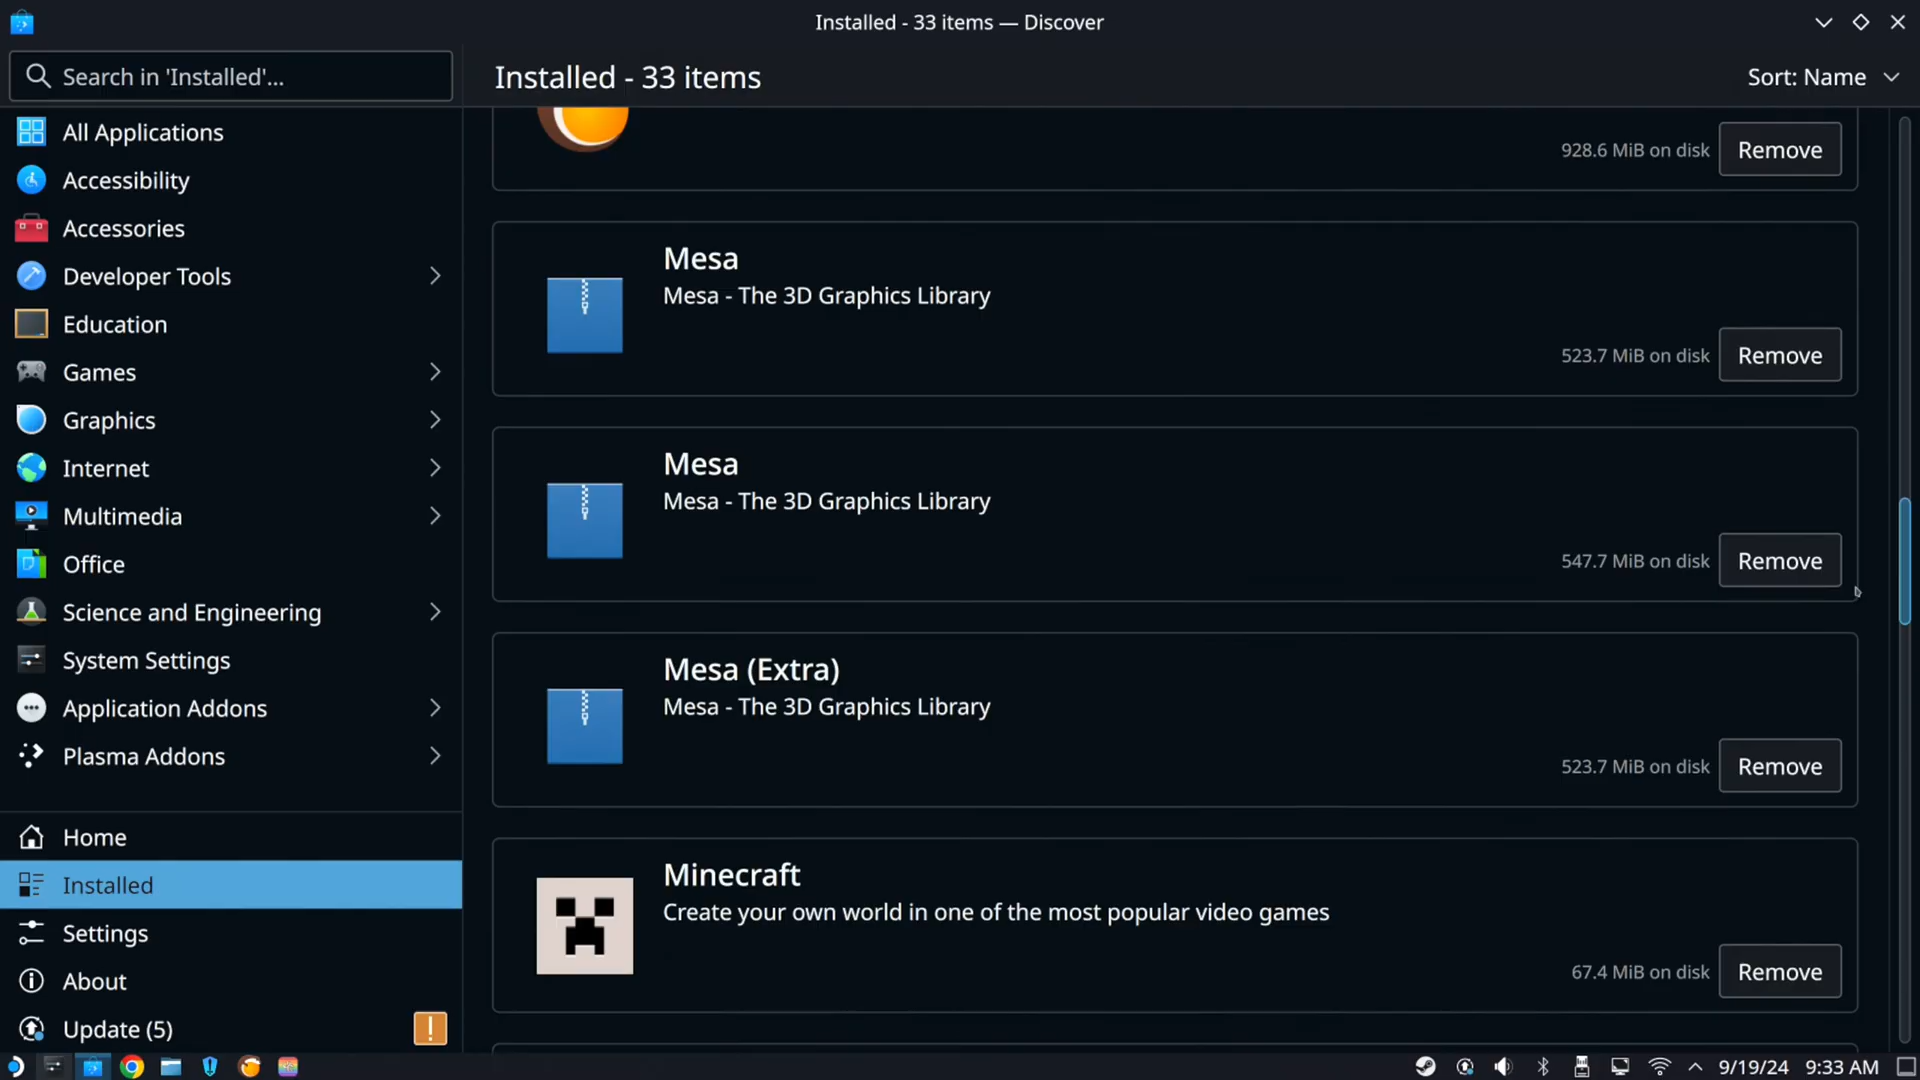 Installed - 33 items — Discover
Search in 'Installed'...
Installed - 33 items
Sort: Name
All Applications
Accessibility
Accessories
Developer Tools
Education
Games
Graphics
Internet
Multimedia
Office
Science and Engineering
System Settings
Application Addons
Plasma Addons
Home
Installed
Settings
About
Update (5)
928.6 MiB on disk
Remove
Mesa
Mesa - The 3D Graphics Library
523.7 MiB on disk
Remove
Mesa
Mesa - The 3D Graphics Library
547.7 MiB on disk
Remove
Mesa (Extra)
Mesa - The 3D Graphics Library
523.7 MiB on disk
Remove
Minecraft
Create your own world in one of the most popular video games
67.4 MiB on disk
Remove
9/19/24
9:33 AM